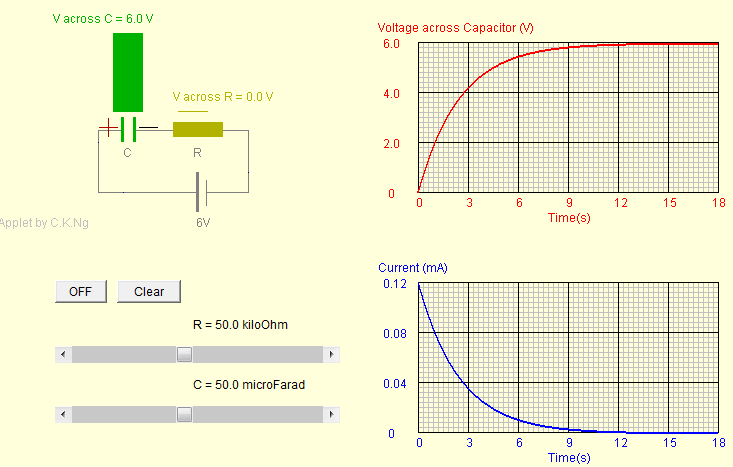 V across C = 6.0 V
V across R = 0.0 V
C
R
6V
Applet by C.K.Ng
OFF
Clear
R = 50.0 kiloOhm
C = 50.0 microFarad
Voltage across Capacitor (V)
6.0
4.0
2.0
0
0 3 6 9 12 15 18
Time(s)
Current (mA)
0.12
0.08
0.04
0
0 3 6 9 12 15 18
Time(s)